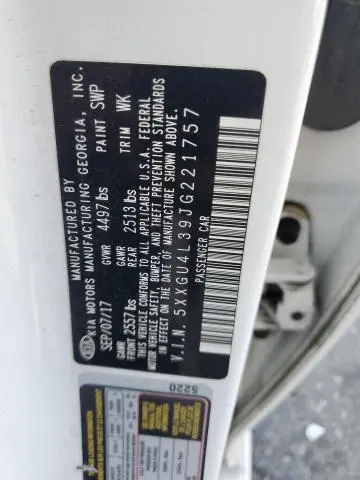 MANUFACTURED BY
KIA MOTORS MANUFACTURING GEORGIA, INC.
SEP/07/17 GVWR 4497 lbs PAINT SWP
GAWR FRONT 2557 lbs GAWR REAR 2513 lbs TRIM WK
THIS VEHICLE CONFORMS TO ALL APPLICABLE U.S.A. FEDERAL
MOTOR VEHICLE SAFETY, BUMPER, AND THEFT PREVENTION
STANDARDS IN EFFECT ON THE DATE OF MANUFACTURE SHOWN ABOVE.
V.I.N. 5XXGU4L39JG221757
PASSENGER CAR
KIA
5220